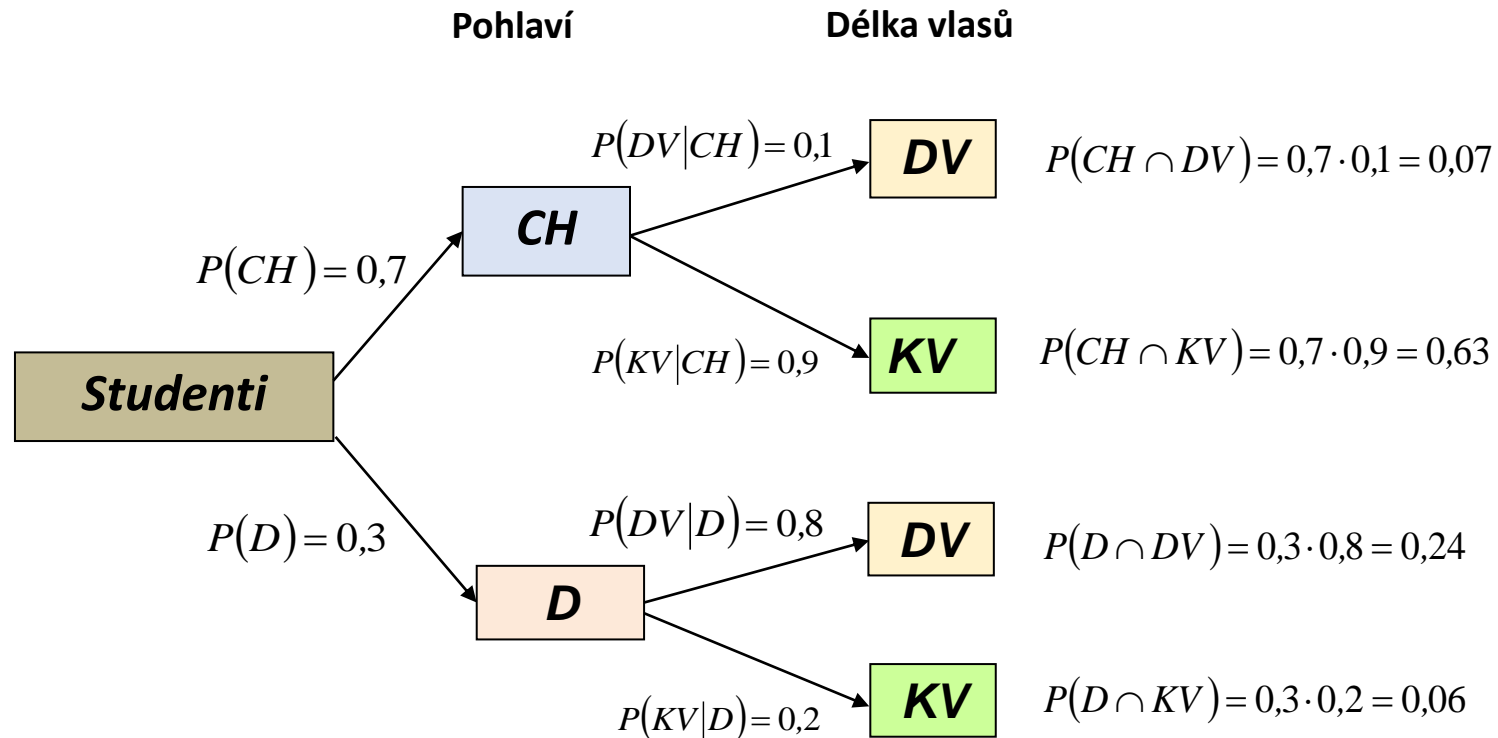 Pohlaví
Délka vlasů
P(DV|CH) = 0,1
DV
P(CH ∩ DV) = 0,7·0,1 = 0,07
CH
P(CH) = 0,7
P(KV|CH) = 0,9
KV
P(CH ∩ KV) = 0,7·0,9 = 0,63
Studenti
P(D) = 0,3
P(DV|D) = 0,8
DV
P(D ∩ DV) = 0,3·0,8 = 0,24
D
P(KV|D) = 0,2
KV
P(D ∩ KV) = 0,3·0,2 = 0,06